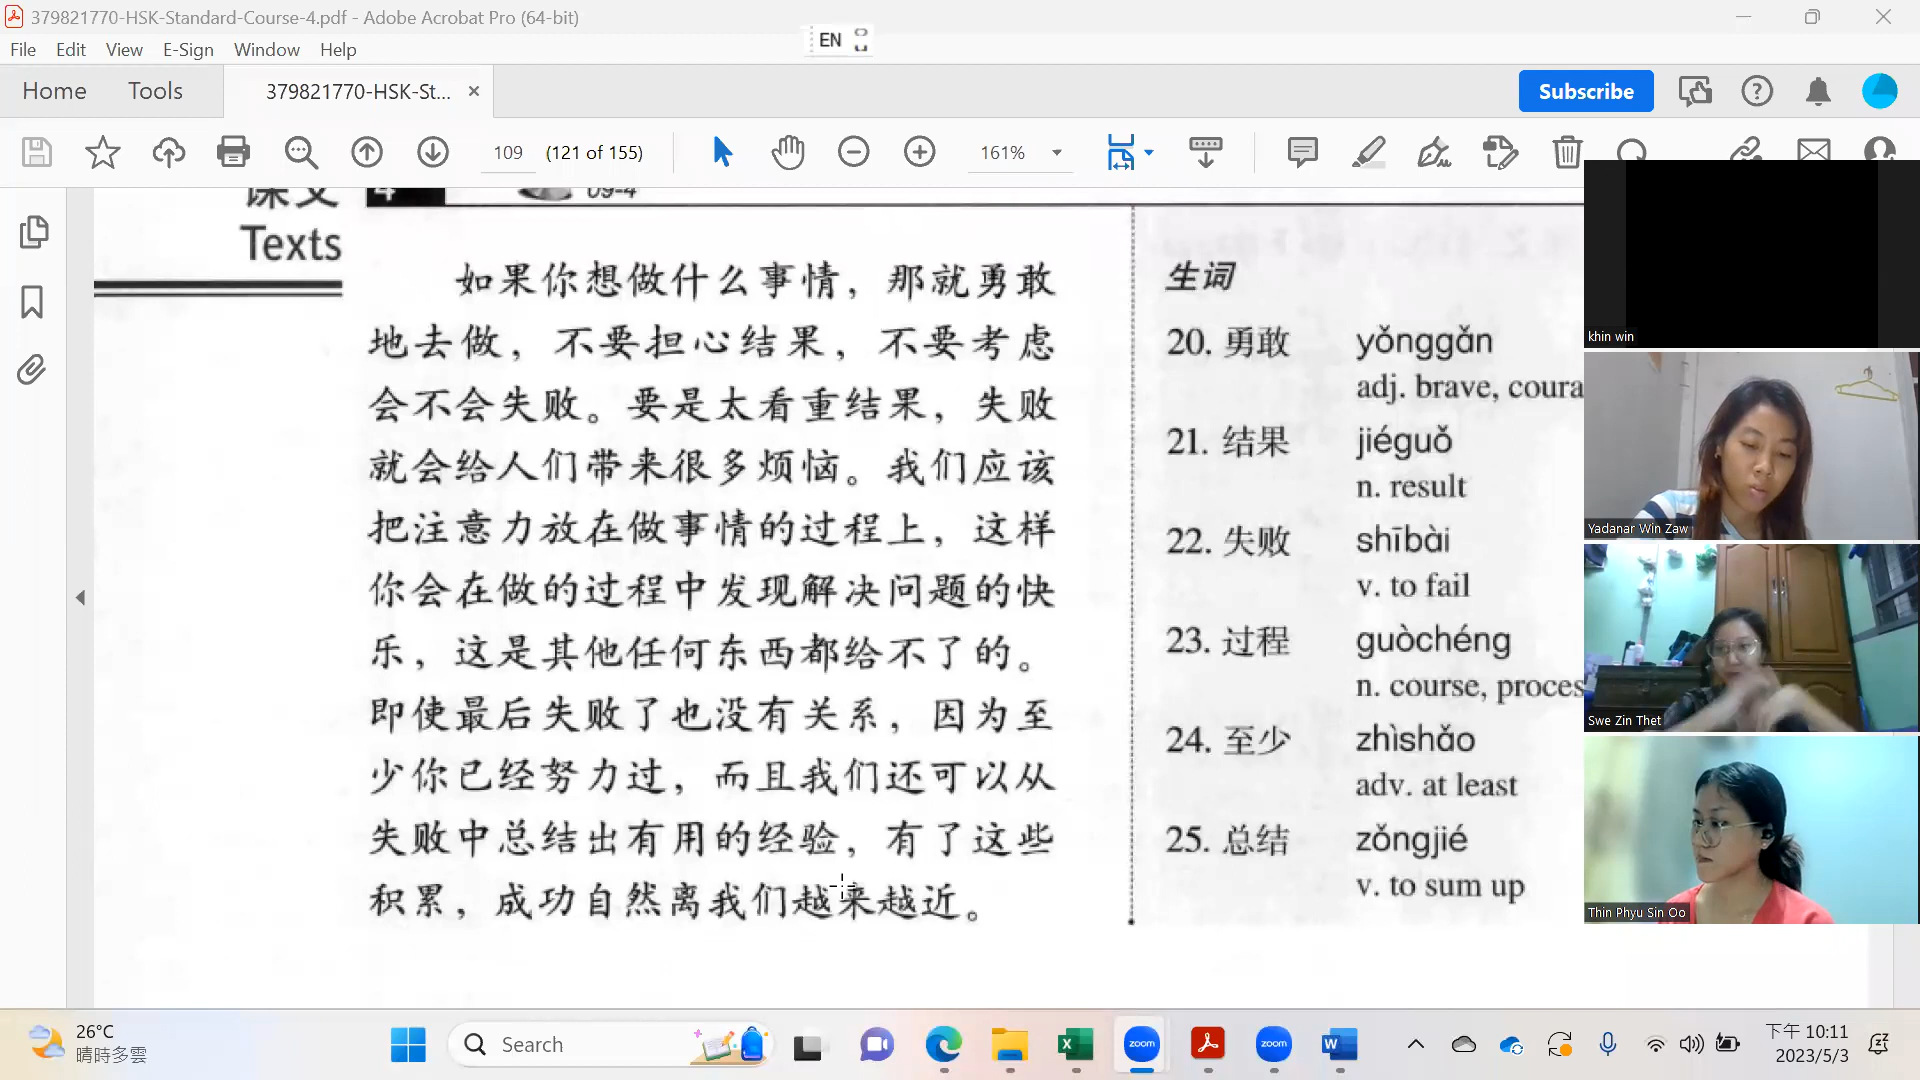 379821770-HSK-Standard-Course-4.pdf - Adobe Acrobat Pro (64-bit)
File Edit View E-Sign Window Help
EN
Home Tools 379821770-HSK-St... Subscribe
109 (121 of 155) 161%
课文 4 09-4
Texts
如果你想做什么事情，那就勇敢
地去做，不要担心结果，不要考虑
会不会失败。要是太看重结果，失败
就会给人们带来很多烦恼。我们应该
把注意力放在做事情的过程上，这样
你会在做的过程中发现解决问题的快
乐，这是其他任何东西都给不了的。
即使最后失败了也没有关系，因为至
少你已经努力过，而且我们还可以从
失败中总结出有用的经验，有了这些
积累，成功自然离我们越来越近。
生词
20. 勇敢 yǒnggǎn
adj. brave, coura
21. 结果 jiéguǒ
n. result
22. 失败 shībài
v. to fail
23. 过程 guòchéng
n. course, proces
24. 至少 zhìshǎo
adv. at least
25. 总结 zǒngjié
v. to sum up
khin win
Yadanar Win Zaw
Swe Zin Thet
Thin Phyu Sin Oo
26°C
晴時多雲
Search
zoom
zoom
下午 10:11
2023/5/3